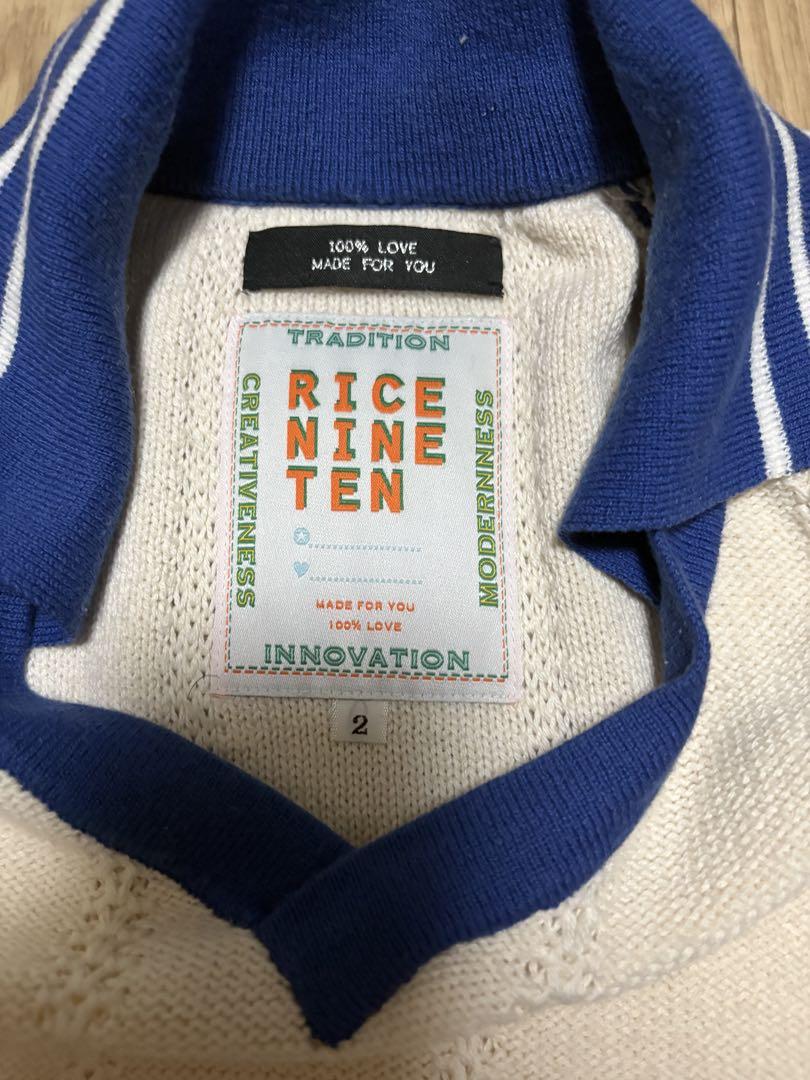 100% LOVE
MADE FOR YOU
TRADITION
CREATIVENESS
RICE
NINE
TEN
MODERNNESS
MADE FOR YOU
100% LOVE
INNOVATION
2